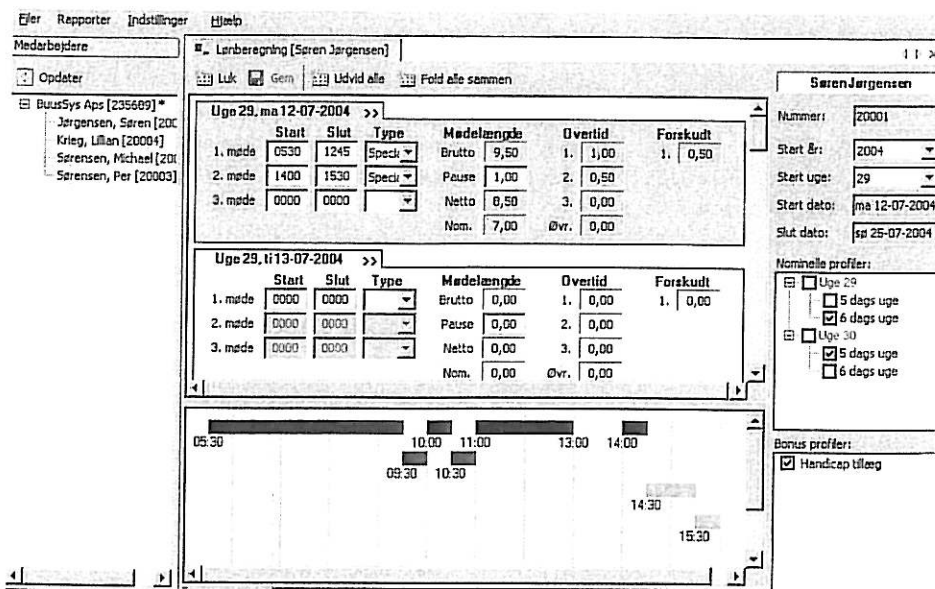 Filer Rapporter Indstillinger Hjælp
Medarbejdere
Opdater
BuusSys Aps [235689] *
Jørgensen, Søren [200
Krieg, Lillan [20004]
Sørensen, Michael [200
Sørensen, Per [20003]
Lønberegning [Søren Jørgensen]
Luk Gem Udvid alle Fold alle sammen
Uge 29, ma 12-07-2004 >>
Start Slut Type Mødelængde Overtid Forskudt
1. møde 0530 1245 Speci Brutto 9,50 1. 1,00 1. 0,50
2. møde 1400 1530 Speci Pause 1,00 2. 0,50
3. møde 0000 0000 Netto 8,50 3. 0,00
Nom. 7,00 Øvr. 0,00
Uge 29, ti 13-07-2004 >>
Start Slut Type Mødelængde Overtid Forskudt
1. møde 0000 0000 Brutto 0,00 1. 0,00 1. 0,00
2. møde 0000 0000 Pause 0,00 2. 0,00
3. møde 0000 0000 Netto 0,00 3. 0,00
Nom. 0,00 Øvr. 0,00
05:30 10:00 11:00 13:00 14:00
09:30 10:30
14:30
15:30
Søren Jørgensen
Nummer: 20001
Start år: 2004
Start uge: 29
Start dato: ma 12-07-2004
Slut dato: sø 25-07-2004
Nominelle profiler:
Uge 29
5 dags uge
6 dags uge
Uge 30
5 dags uge
6 dags uge
Bonus profiler:
Handicap tillæg